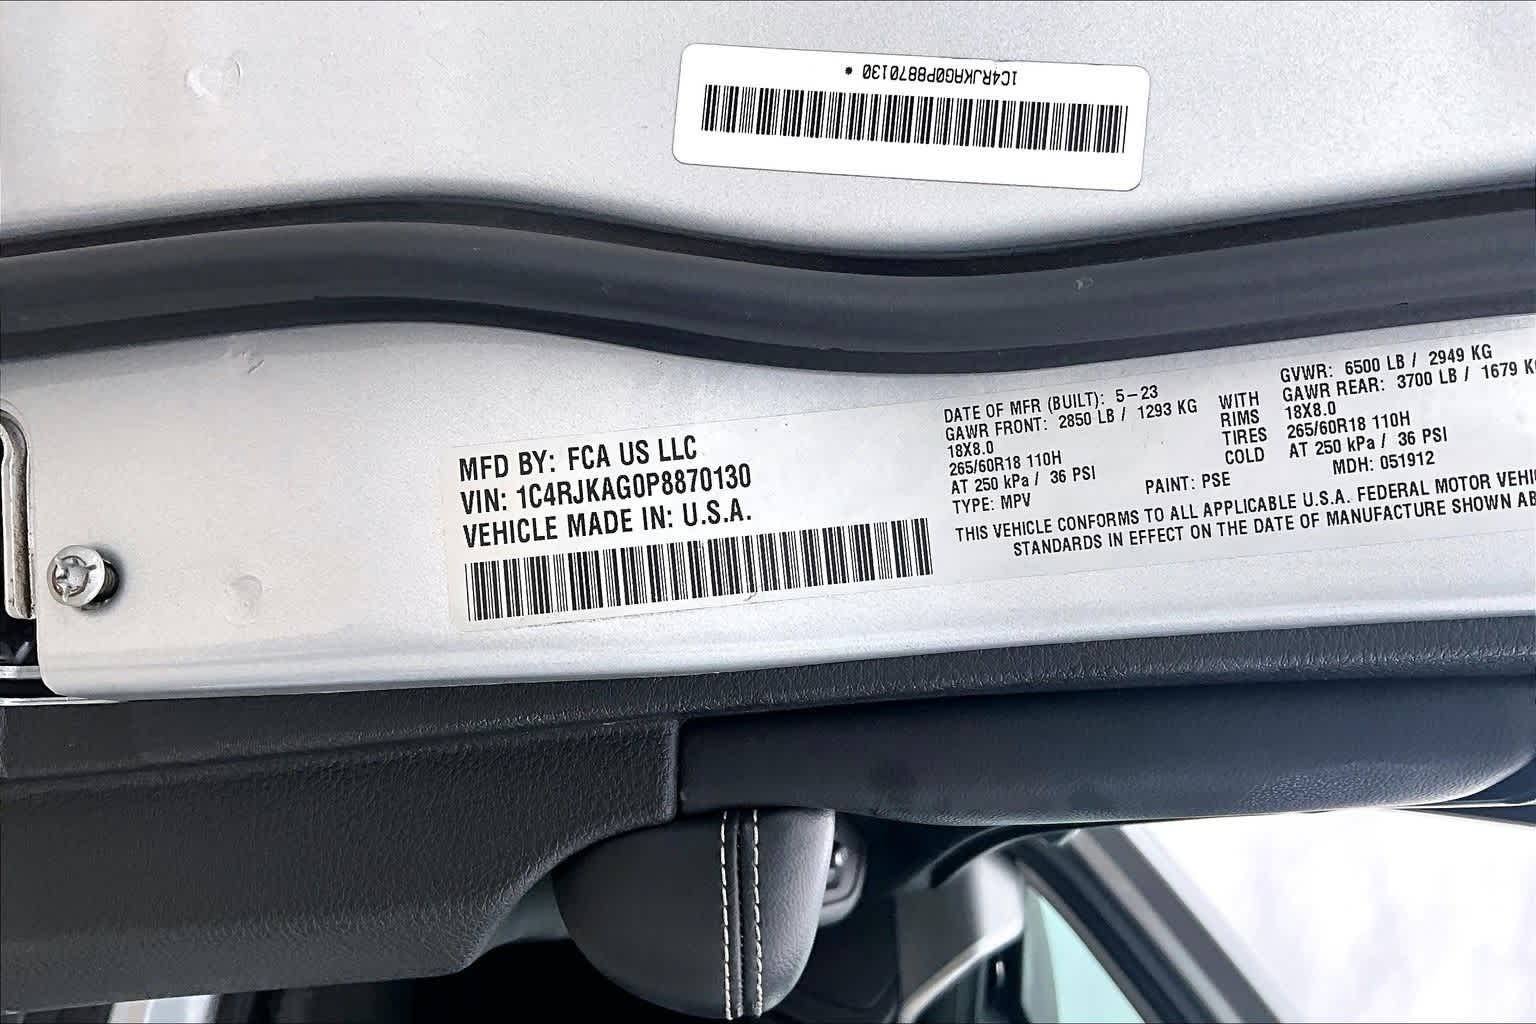 1C4RJKAG0P8870130 *
MFD BY: FCA US LLC
VIN: 1C4RJKAG0P8870130
VEHICLE MADE IN: U.S.A.
DATE OF MFR (BUILT): 5-23
GAWR FRONT: 2850 LB / 1293 KG
18X8.0
265/60R18 110H
AT 250 kPa / 36 PSI
TYPE: MPV
WITH
RIMS
TIRES
COLD
PAINT: PSE
GVWR: 6500 LB / 2949 KG
GAWR REAR: 3700 LB / 1679 KG
18X8.0
265/60R18 110H
AT 250 kPa / 36 PSI
MDH: 051912
THIS VEHICLE CONFORMS TO ALL APPLICABLE U.S.A. FEDERAL MOTOR VEHI
STANDARDS IN EFFECT ON THE DATE OF MANUFACTURE SHOWN AB